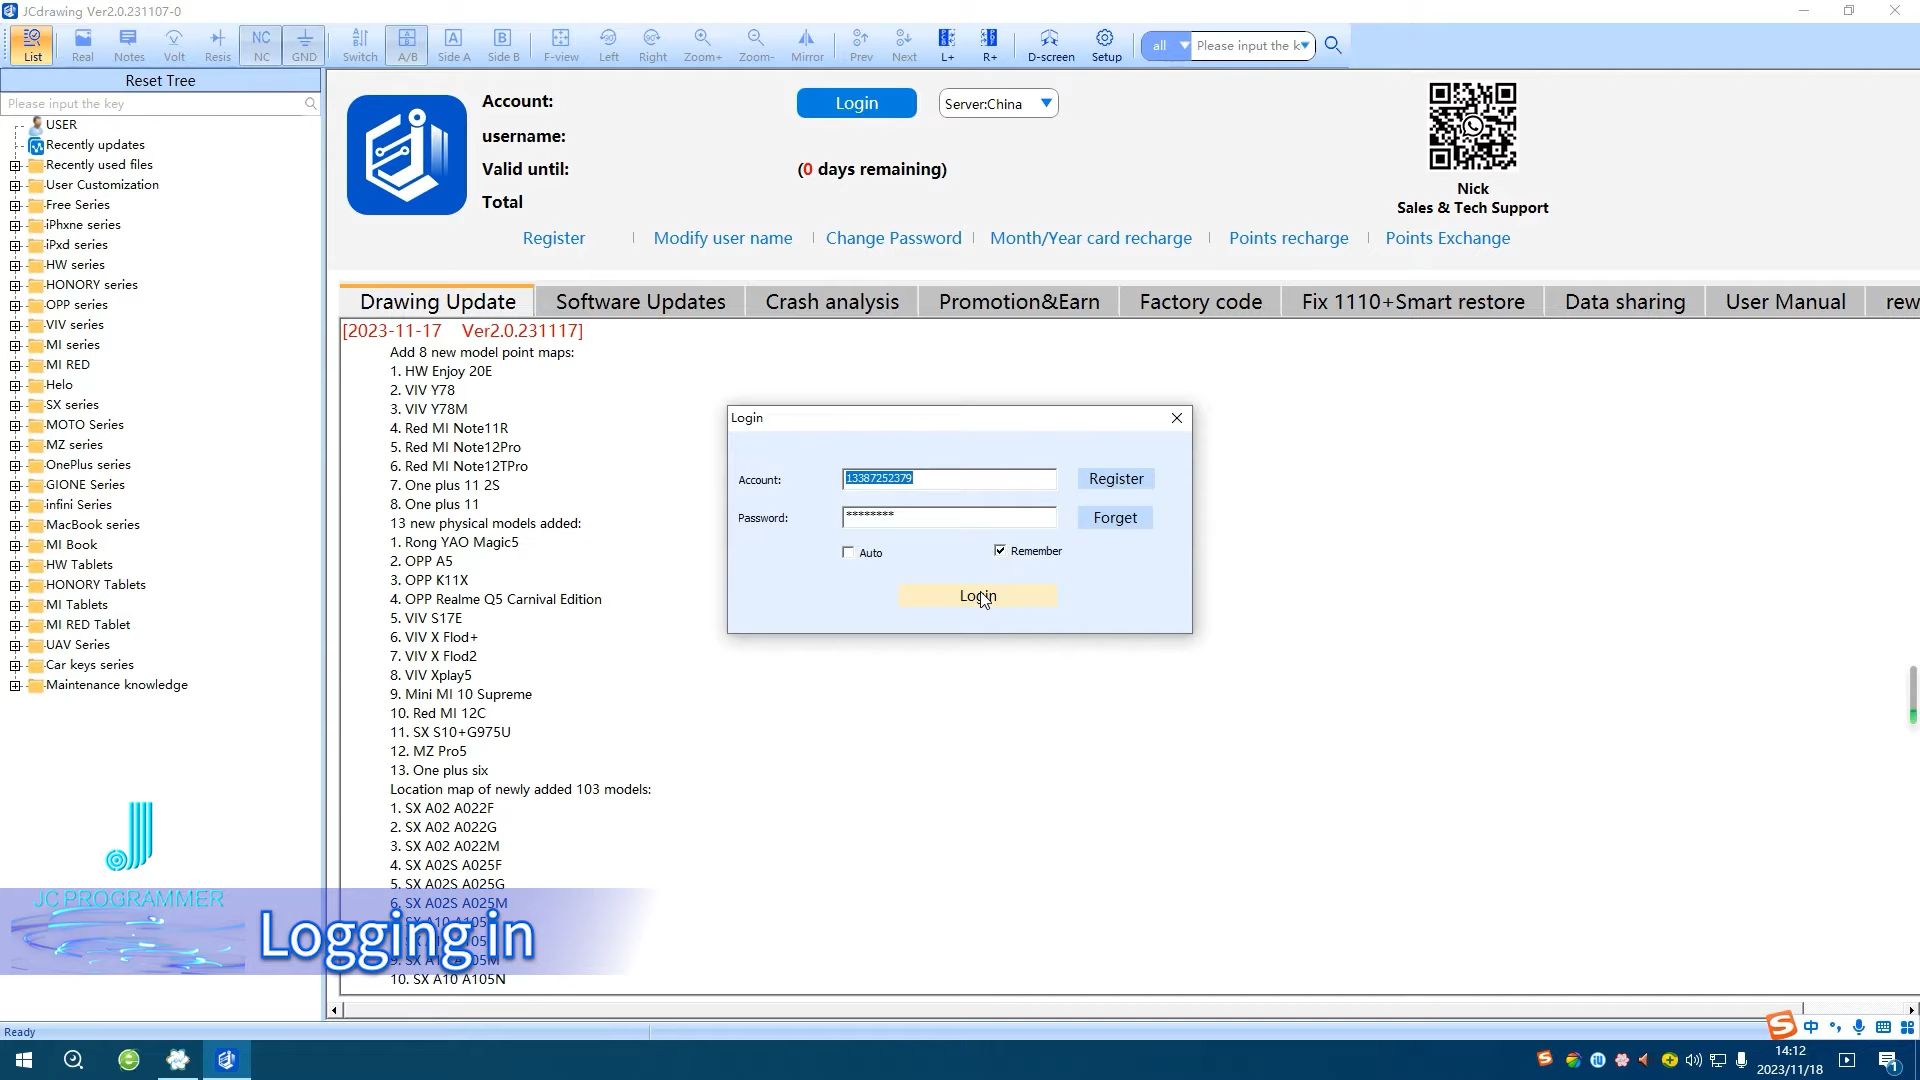 JCdrawing Ver2.0.231107-0
List Real Notes Volt Resis NC NC GND Switch A/B A/B Side A Side B F-view Left Right Zoom+ Zoom- Mirror Prev Next L+ R+ D-screen Setup all Please input the k
Reset Tree
Please input the key
USER
Recently updates
Recently used files
User Customization
Free Series
iPhxne series
iPxd series
HW series
HONORY series
OPP series
VIV series
MI series
MI RED
Helo
SX series
MOTO Series
MZ series
OnePlus series
GIONE Series
infini Series
MacBook series
MI Book
HW Tablets
HONORY Tablets
MI Tablets
MI RED Tablet
UAV Series
Car keys series
Maintenance knowledge
Account: Login Server:China
username:
Valid until: (0 days remaining)
Total
Nick
Sales & Tech Support
Register Modify user name Change Password Month/Year card recharge Points recharge Points Exchange
Drawing Update Software Updates Crash analysis Promotion&Earn Factory code Fix 1110+Smart restore Data sharing User Manual rew
[2023-11-17 Ver2.0.231117]
Add 8 new model point maps:
1. HW Enjoy 20E
2. VIV Y78
3. VIV Y78M
4. Red MI Note11R
5. Red MI Note12Pro
6. Red MI Note12TPro
7. One plus 11 2S
8. One plus 11
13 new physical models added:
1. Rong YAO Magic5
2. OPP A5
3. OPP K11X
4. OPP Realme Q5 Carnival Edition
5. VIV S17E
6. VIV X Flod+
7. VIV X Flod2
8. VIV Xplay5
9. Mini MI 10 Supreme
10. Red MI 12C
11. SX S10+G975U
12. MZ Pro5
13. One plus six
Location map of newly added 103 models:
1. SX A02 A022F
2. SX A02 A022G
3. SX A02 A022M
4. SX A02S A025F
5. SX A02S A025G
6. SX A02S A025M
10. SX A10 A105N
Login
Account: 13387252379 Register
Password: ******** Forget
Auto Remember
Login
JC PROGRAMMER
Logging in
Ready
中
14:12
2023/11/18
1